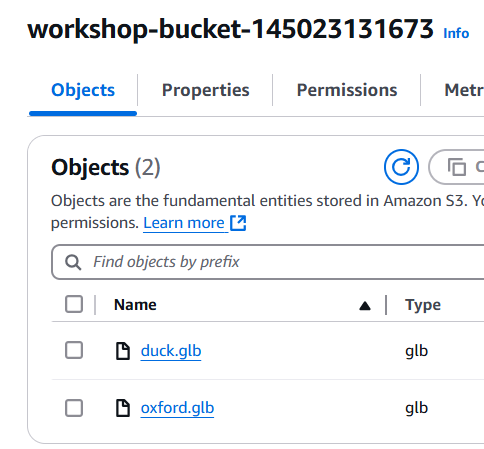 workshop-bucket-145023131673 Info
Objects Properties Permissions Metr
Objects (2)
Objects are the fundamental entities stored in Amazon S3. Yo
permissions. Learn more
Find objects by prefix
Name Type
duck.glb glb
oxford.glb glb